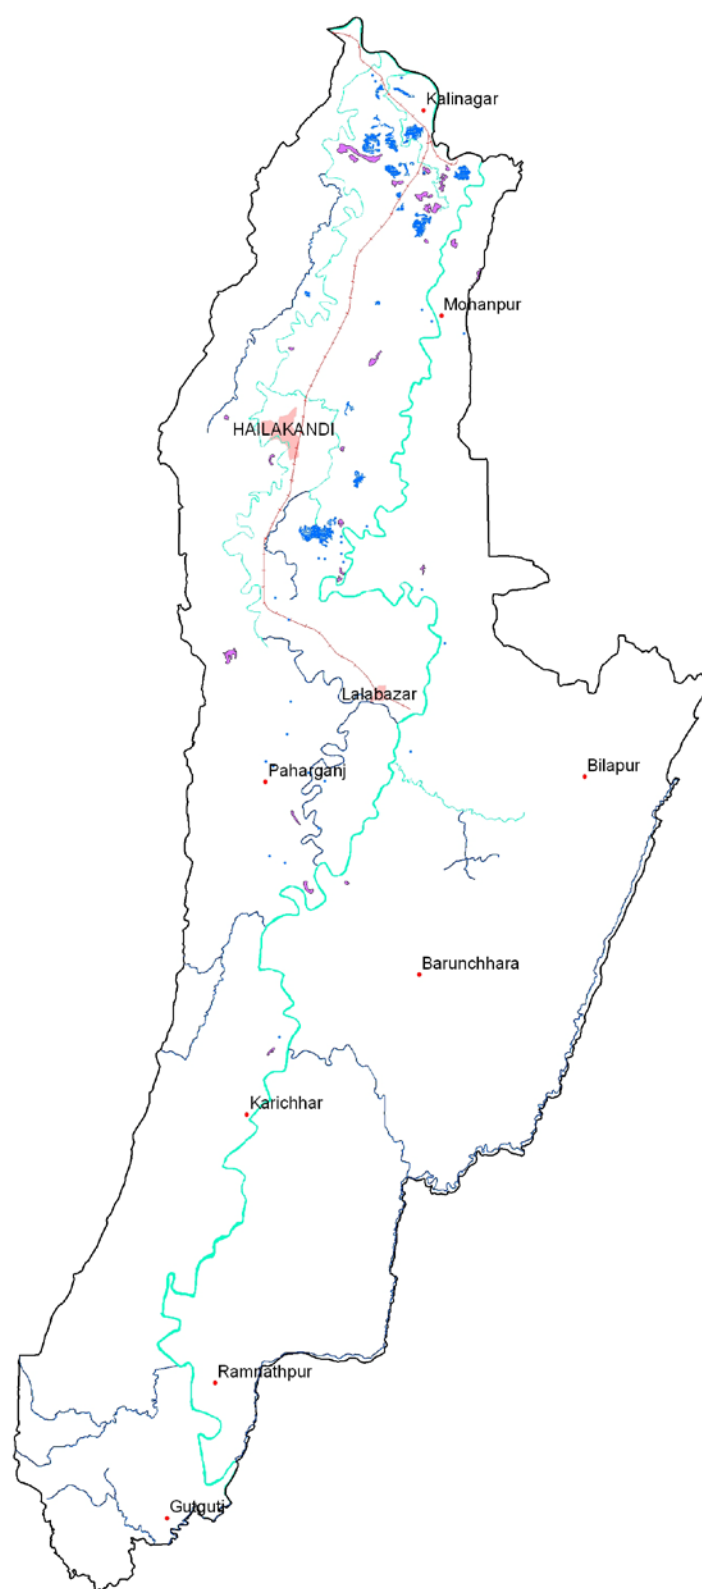 Kalinagar
Mohanpur
HAILAKANDI
Lalabazar
Paharganj
Bilapur
Barunchhara
Karichhar
Ramnathpur
Gutguti